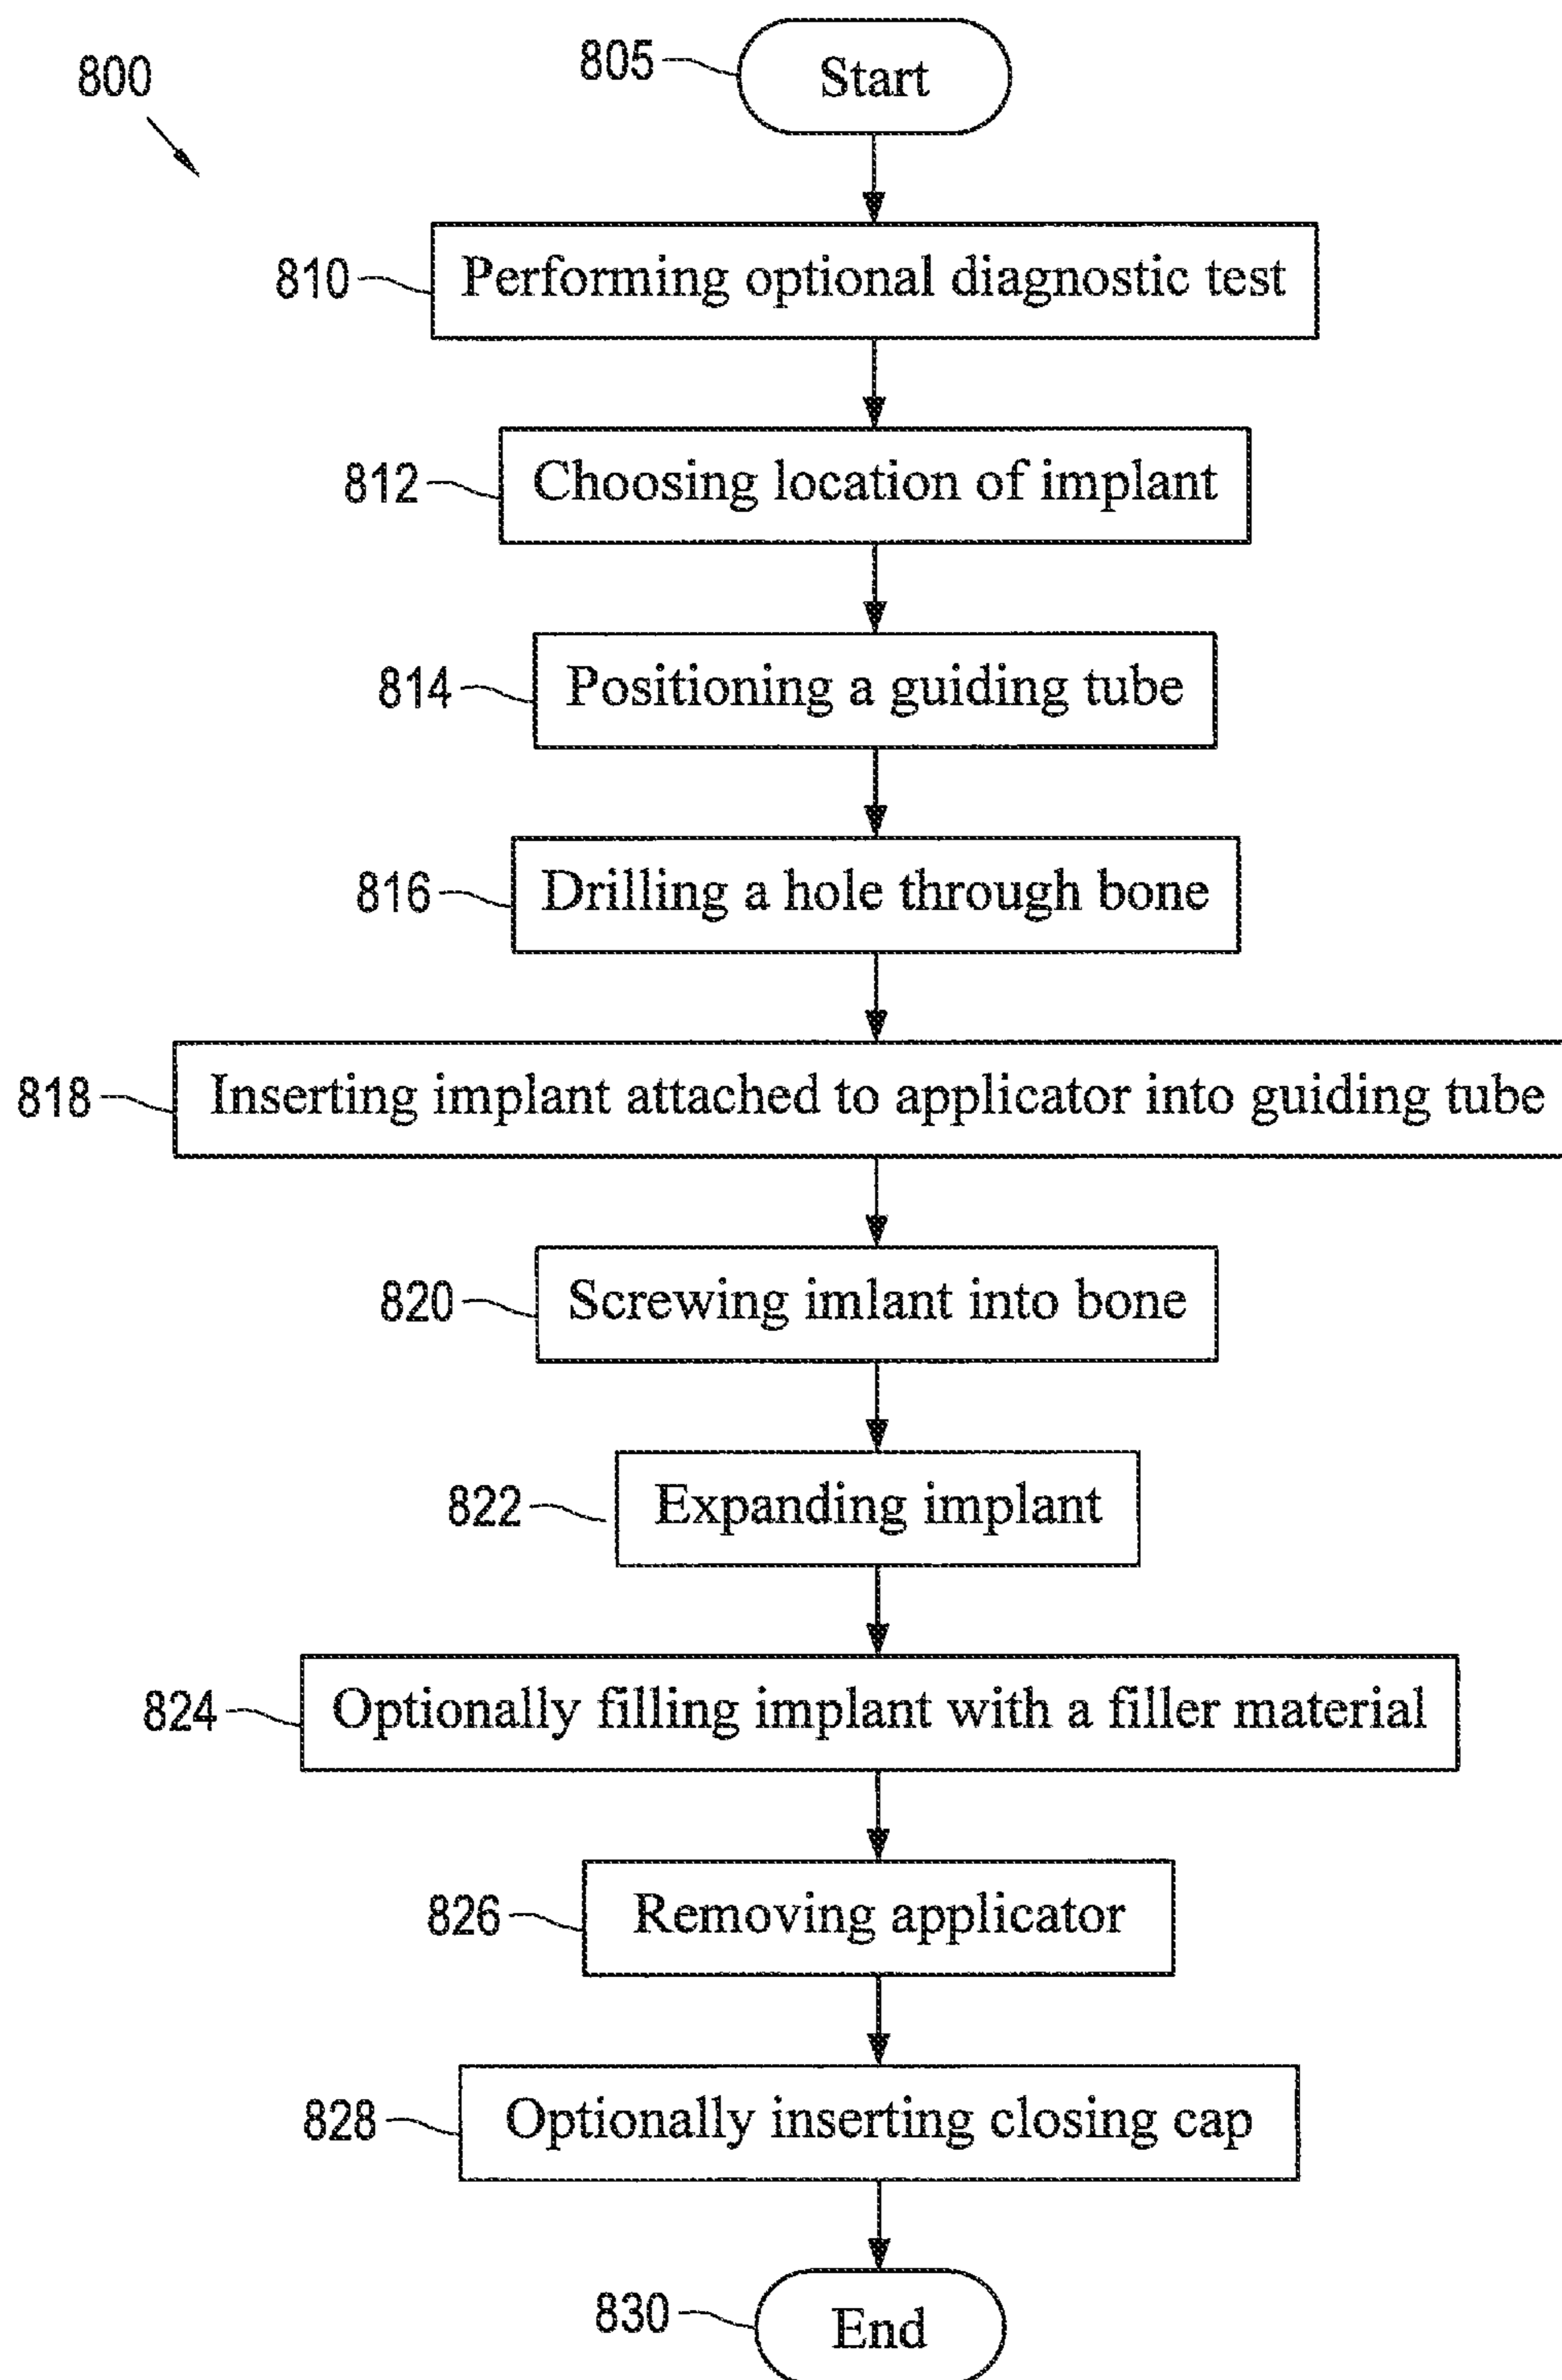 800
805 Start
810 Performing optional diagnostic test
812 Choosing location of implant
814 Positioning a guiding tube
816 Drilling a hole through bone
818 Inserting implant attached to applicator into guiding tube
820 Screwing imlant into bone
822 Expanding implant
824 Optionally filling implant with a filler material
826 Removing applicator
828 Optionally inserting closing cap
830 End